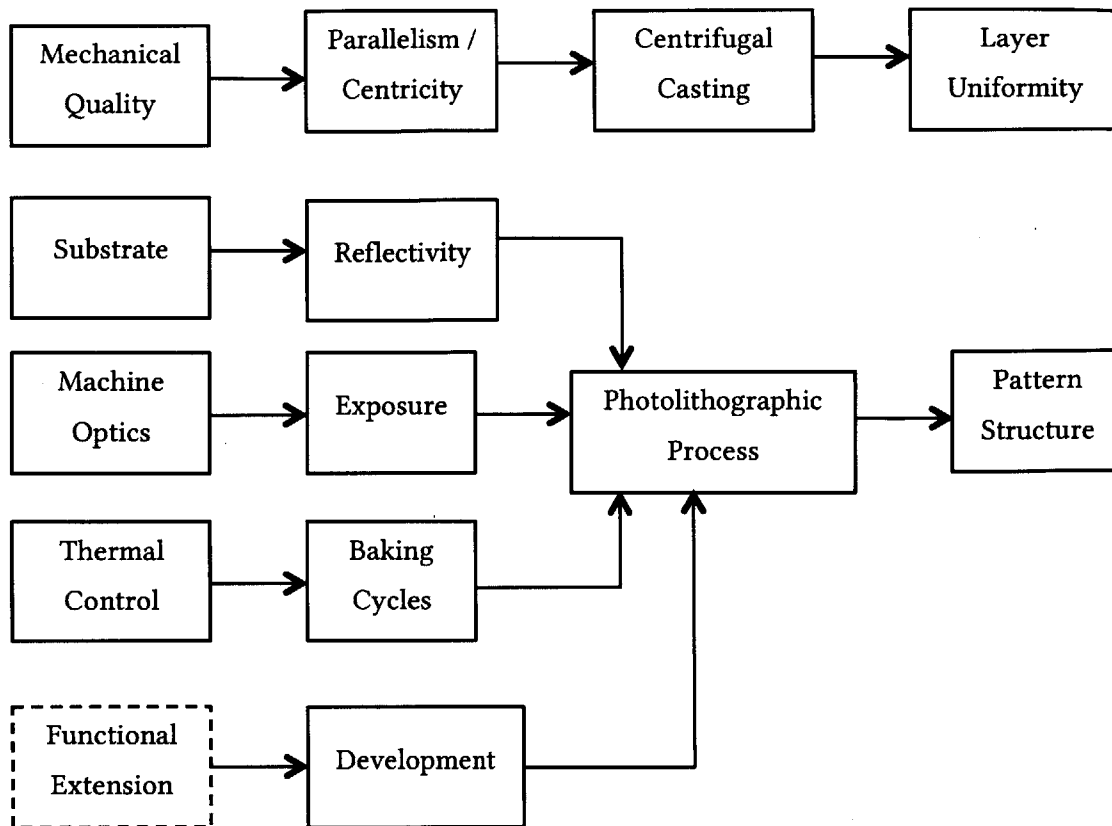 Mechanical
Quality
Parallelism /
Centricity
Centrifugal
Casting
Layer
Uniformity
Substrate
Reflectivity
Machine
Optics
Exposure
Photolithographic
Process
Pattern
Structure
Thermal
Control
Baking
Cycles
Functional
Extension
Development